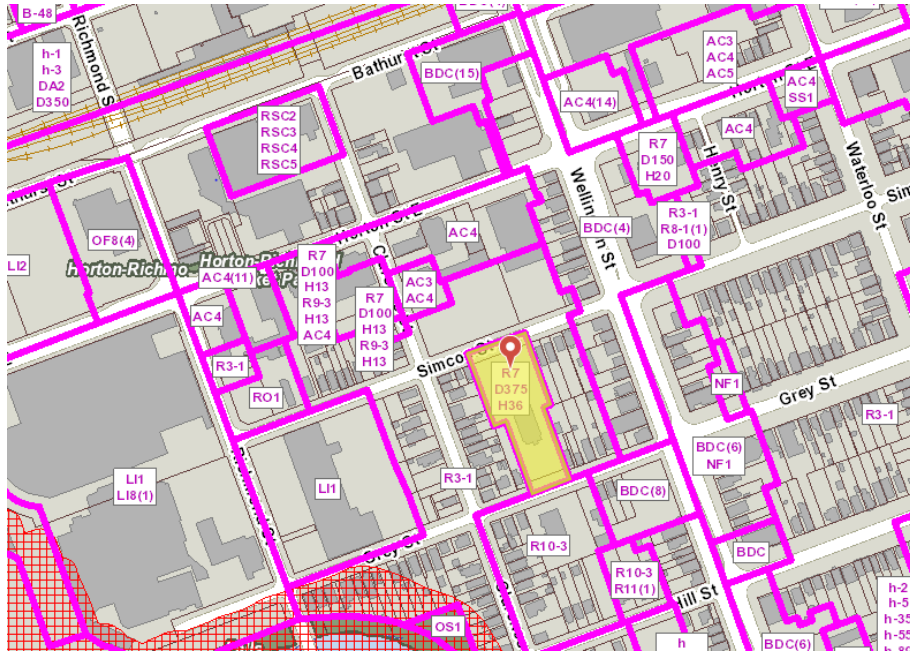 B-48
Richmond S
h-1
h-3
DA2
D350
Bathurst St
BDC(15)
AC3
AC4
AC5
AC4
SS1
AC4(14)
AC4
RSC2
RSC3
RSC4
RSC5
R7
D150
H20
Henry St
Waterloo St
Wellin n St
BDC(4)
R3-1
R8-1(1)
D100
LI2
OF8(4)
Horton St E
AC4
Horton-Richmo
AC4(11)
R7
D100
H13
R9-3
H13
AC4
R7
D100
H13
R9-3
H13
AC3
AC4
AC4
R3-1
RO1
R7
D375
H36
NF1
Grey St
R3-1
LI1
LI8(1)
LI1
R3-1
BDC(6)
NF1
BDC(8)
R10-3
BDC
R10-3
R11(1)
Grey St
Hill St
OS1
h
BDC(6)
h-2
h-5
h-35
h-55